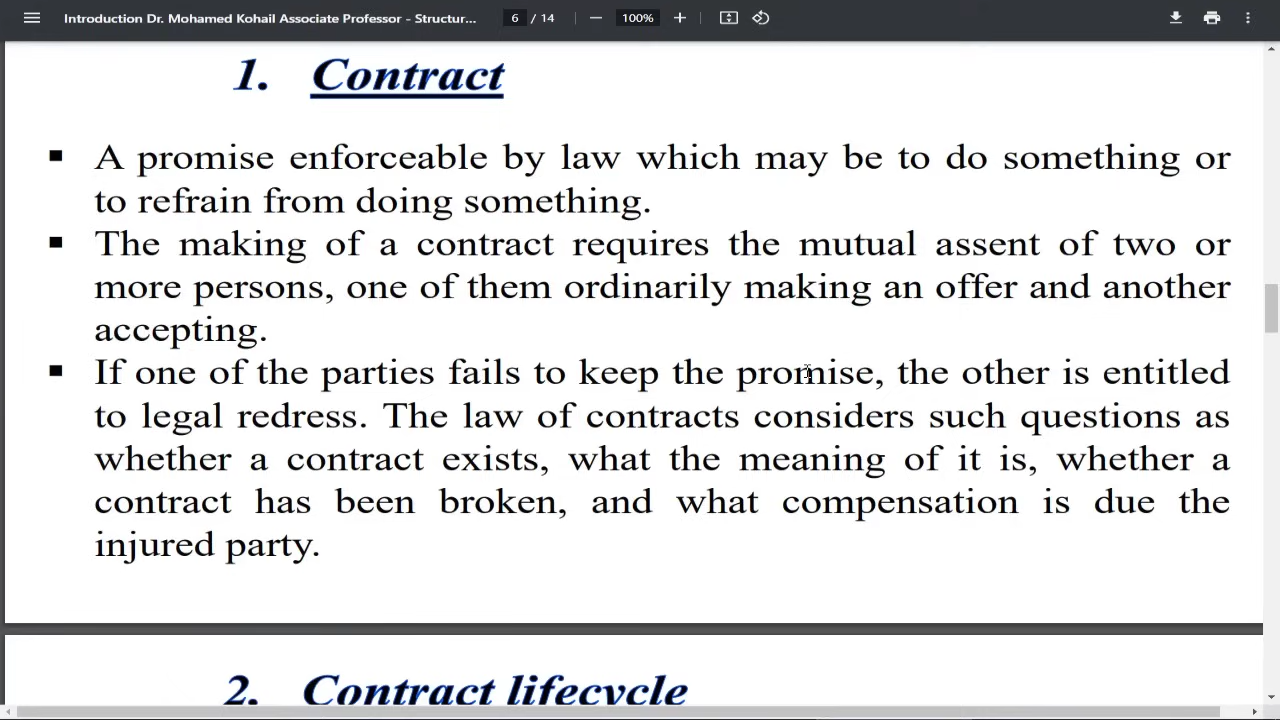 Introduction Dr. Mohamed Kohail Associate Professor - Structur... 6 / 14 100%
1. Contract
▪ A promise enforceable by law which may be to do something or
to refrain from doing something.
▪ The making of a contract requires the mutual assent of two or
more persons, one of them ordinarily making an offer and another
accepting.
▪ If one of the parties fails to keep the promise, the other is entitled
to legal redress. The law of contracts considers such questions as
whether a contract exists, what the meaning of it is, whether a
contract has been broken, and what compensation is due the
injured party.
2. Contract lifecycle